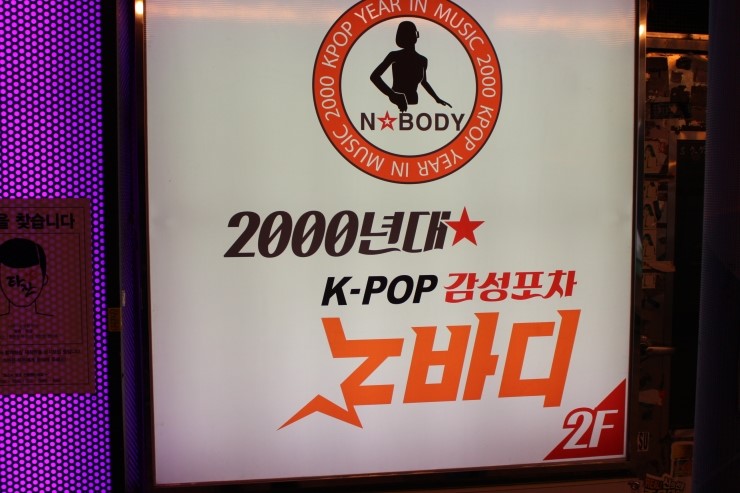 2000 KPOP YEAR IN MUSIC 2000 KPOP YEAR IN MUSIC
N★BODY
2000년대★
K-POP 감성포차
노바디
2F
을 찾습니다
SU